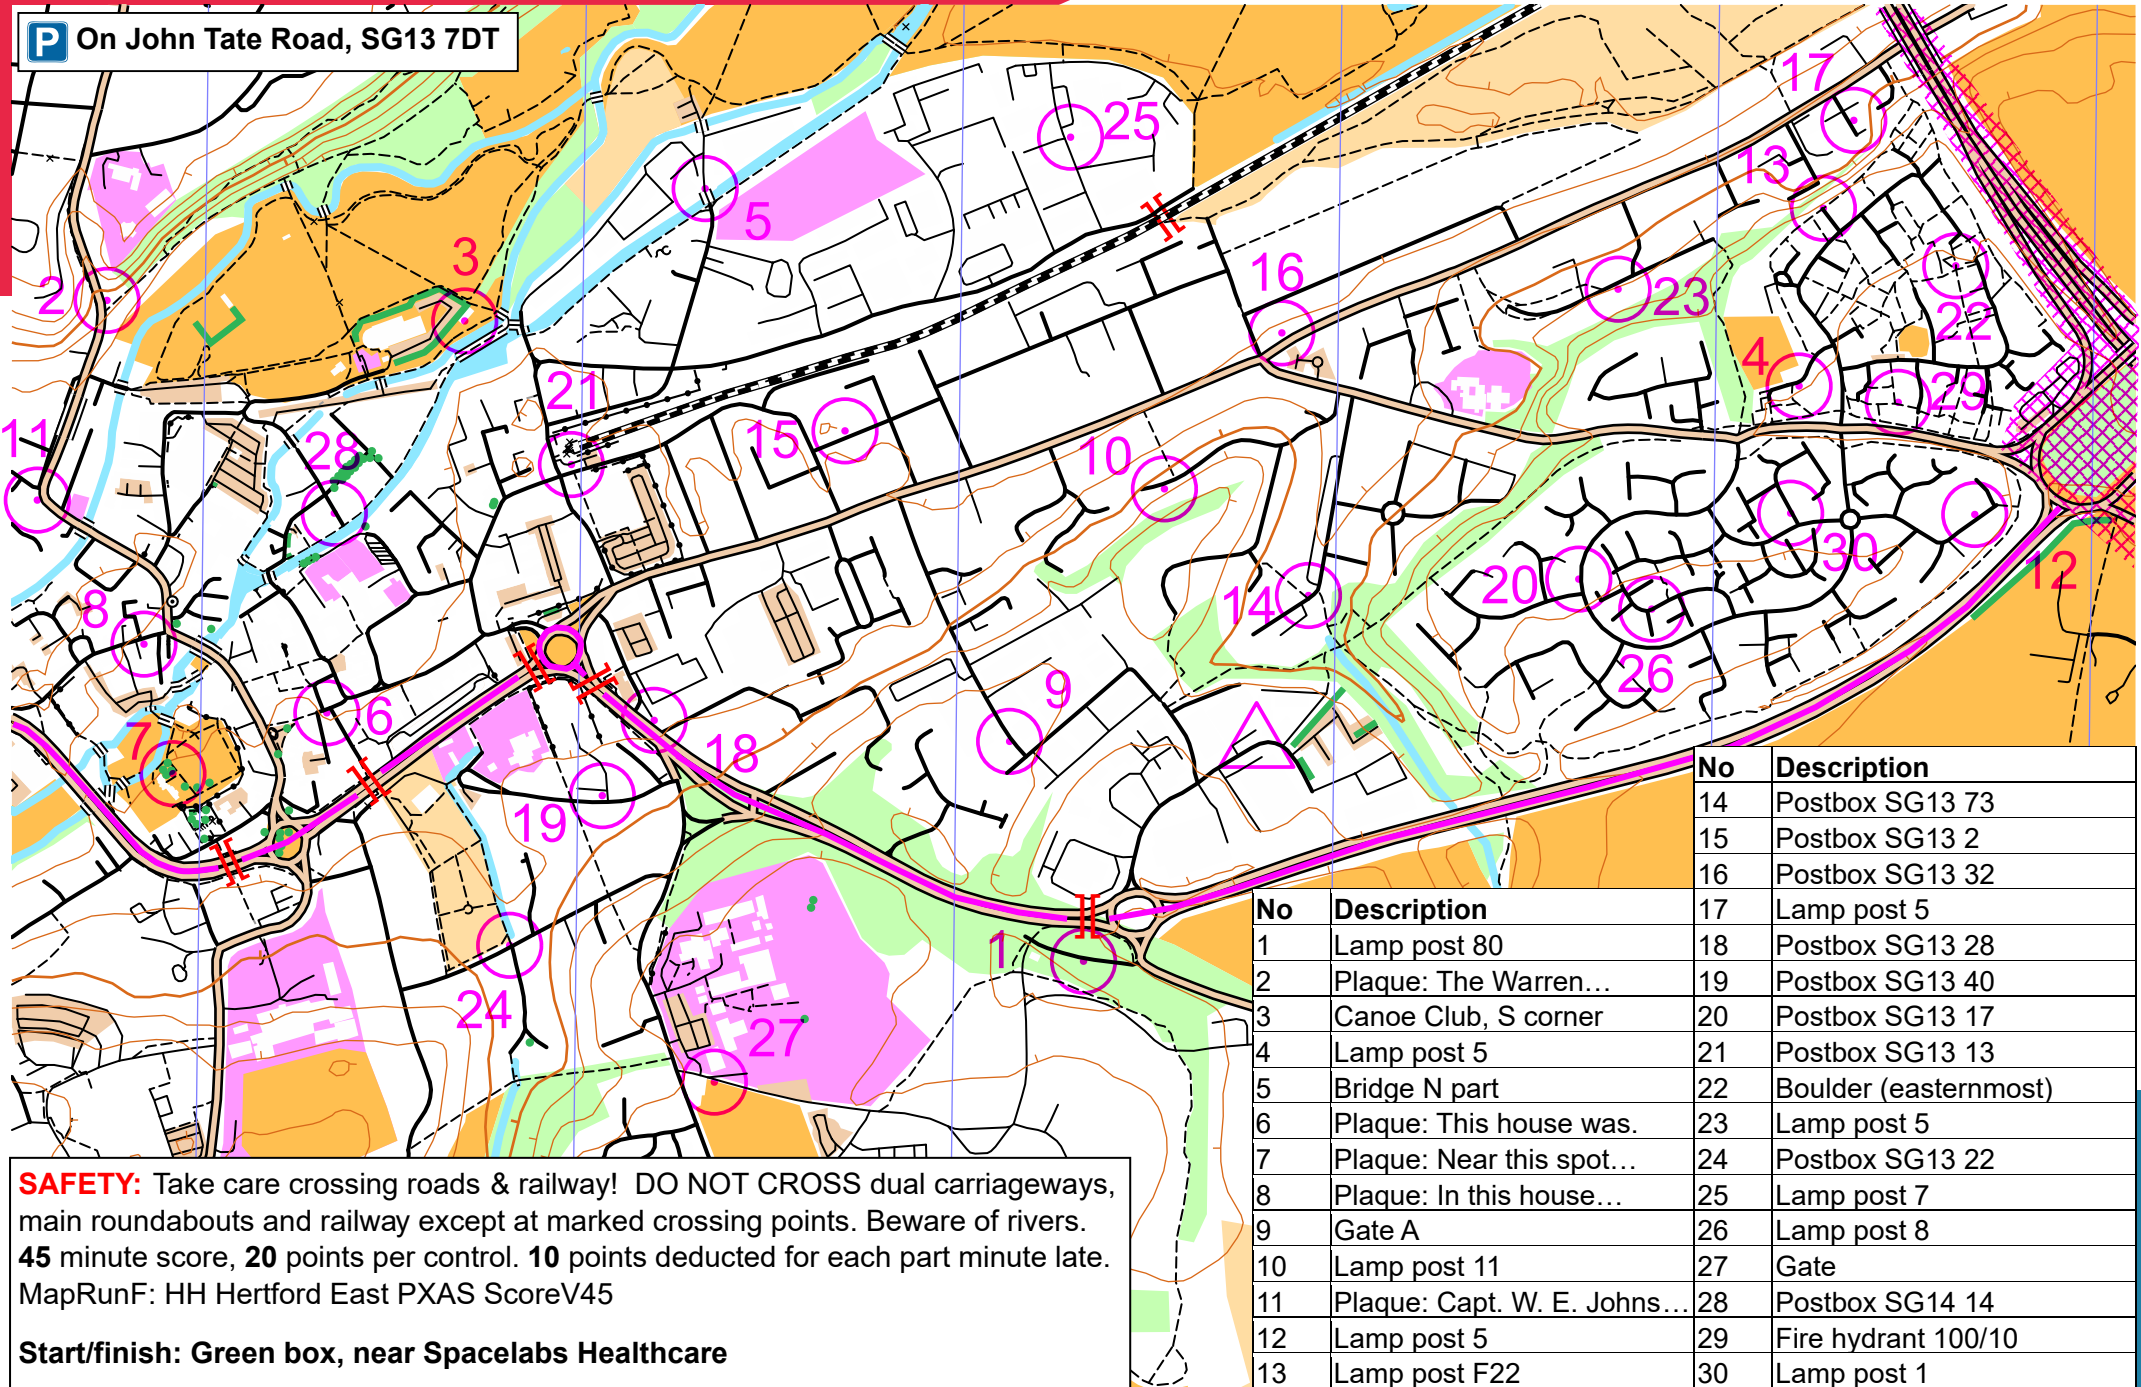 P On John Tate Road, SG13 7DT
17
25
13
5
3
16
2
23
22
4
21
29
11
15
28
10
30
20
12
8
14
26
9
6
7
18
19
1
24
27
No Description
14 Postbox SG13 73
15 Postbox SG13 2
16 Postbox SG13 32
17 Lamp post 5
18 Postbox SG13 28
19 Postbox SG13 40
20 Postbox SG13 17
21 Postbox SG13 13
22 Boulder (easternmost)
23 Lamp post 5
24 Postbox SG13 22
25 Lamp post 7
26 Lamp post 8
27 Gate
28 Postbox SG14 14
29 Fire hydrant 100/10
30 Lamp post 1
No Description
1 Lamp post 80
2 Plaque: The Warren…
3 Canoe Club, S corner
4 Lamp post 5
5 Bridge N part
6 Plaque: This house was.
7 Plaque: Near this spot…
8 Plaque: In this house…
9 Gate A
10 Lamp post 11
11 Plaque: Capt. W. E. Johns…
12 Lamp post 5
13 Lamp post F22
SAFETY: Take care crossing roads & railway! DO NOT CROSS dual carriageways,
main roundabouts and railway except at marked crossing points. Beware of rivers.
45 minute score, 20 points per control. 10 points deducted for each part minute late.
MapRunF: HH Hertford East PXAS ScoreV45
Start/finish: Green box, near Spacelabs Healthcare